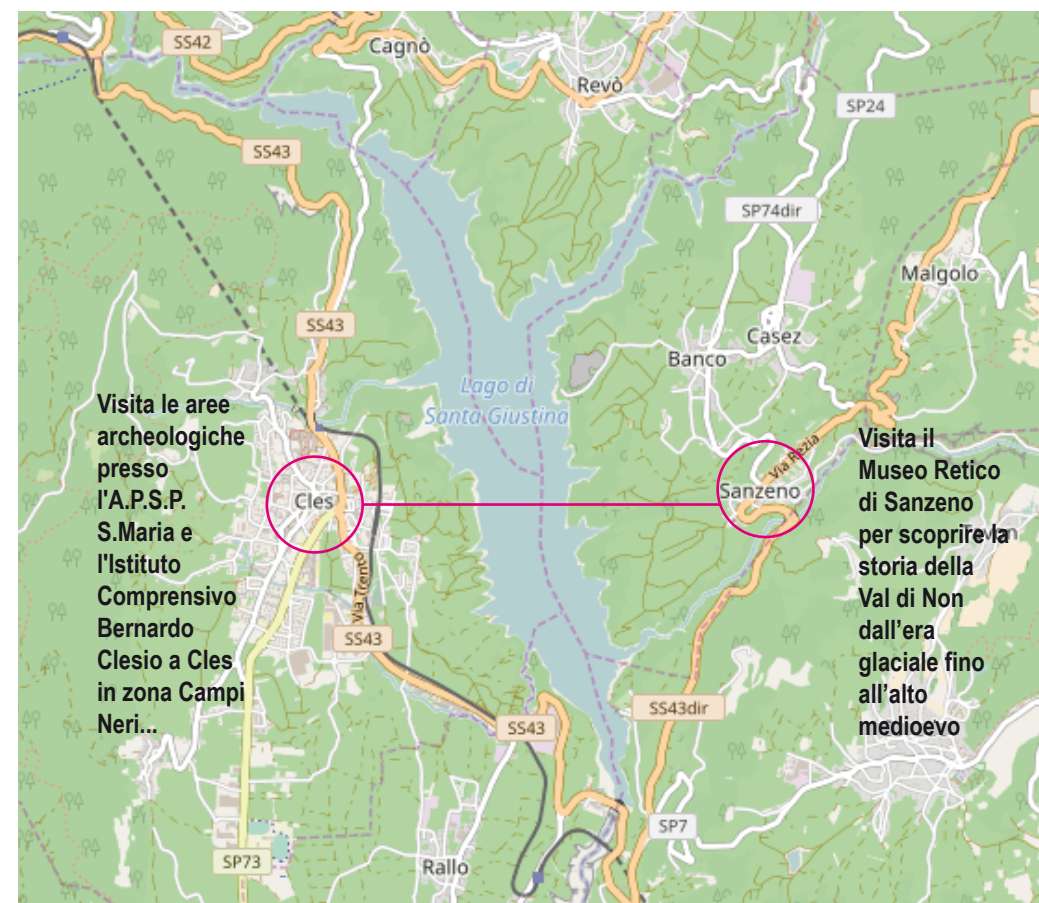 SS42
Cagnò
Revò
SP24
SS43
SP74dir
Malgolo
SS43
Casez
Banco
Lago di
Santa Giustina
Visita le aree
archeologiche
presso
l'A.P.S.P.
S.Maria e
l'Istituto
Comprensivo
Bernardo
Clesio a Cles
in zona Campi
Neri...
Cles
Via Rezia
Sanzeno
Visita il
Museo Retico
di Sanzeno
per scoprire la
storia della
Val di Non
dall’era
glaciale fino
all’alto
medioevo
Via Trento
SS43
SS43dir
SS43
SP7
SP73
Rallo